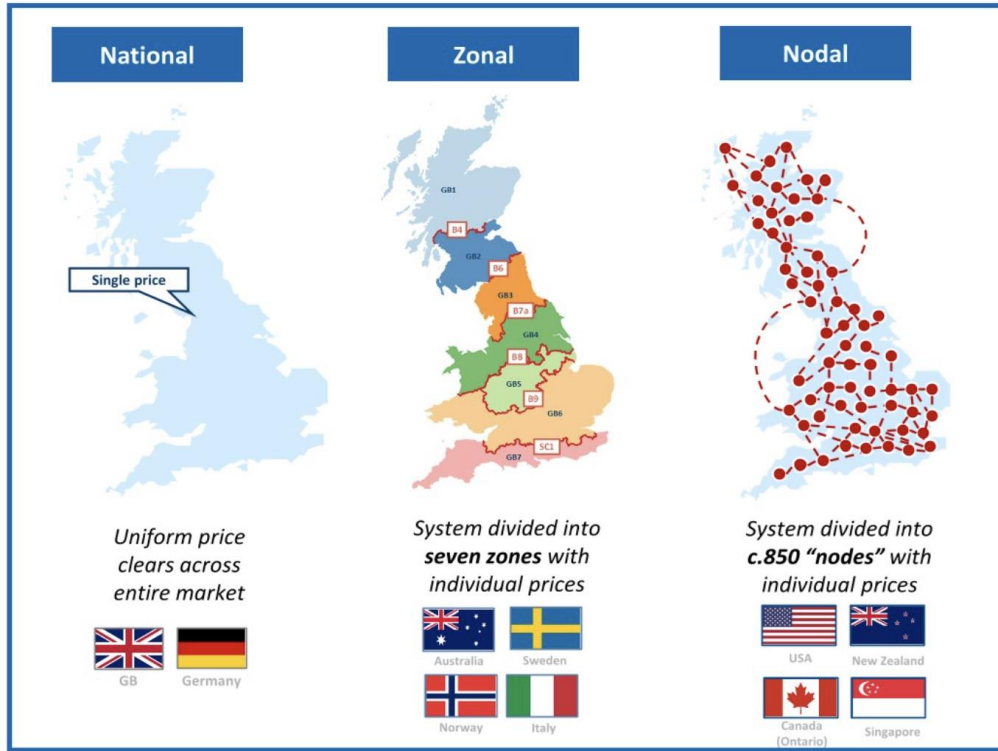 National
Single price
Uniform price
clears across
entire market
GB
Germany
Zonal
GB1
B4
GB2
B6
GB3
B7a
GB4
B8
GB5
B9
GB6
SC1
GB7
System divided into
seven zones with
individual prices
Australia
Sweden
Norway
Italy
Nodal
System divided into
c.850 “nodes” with
individual prices
USA
New Zealand
Canada
(Ontario)
Singapore